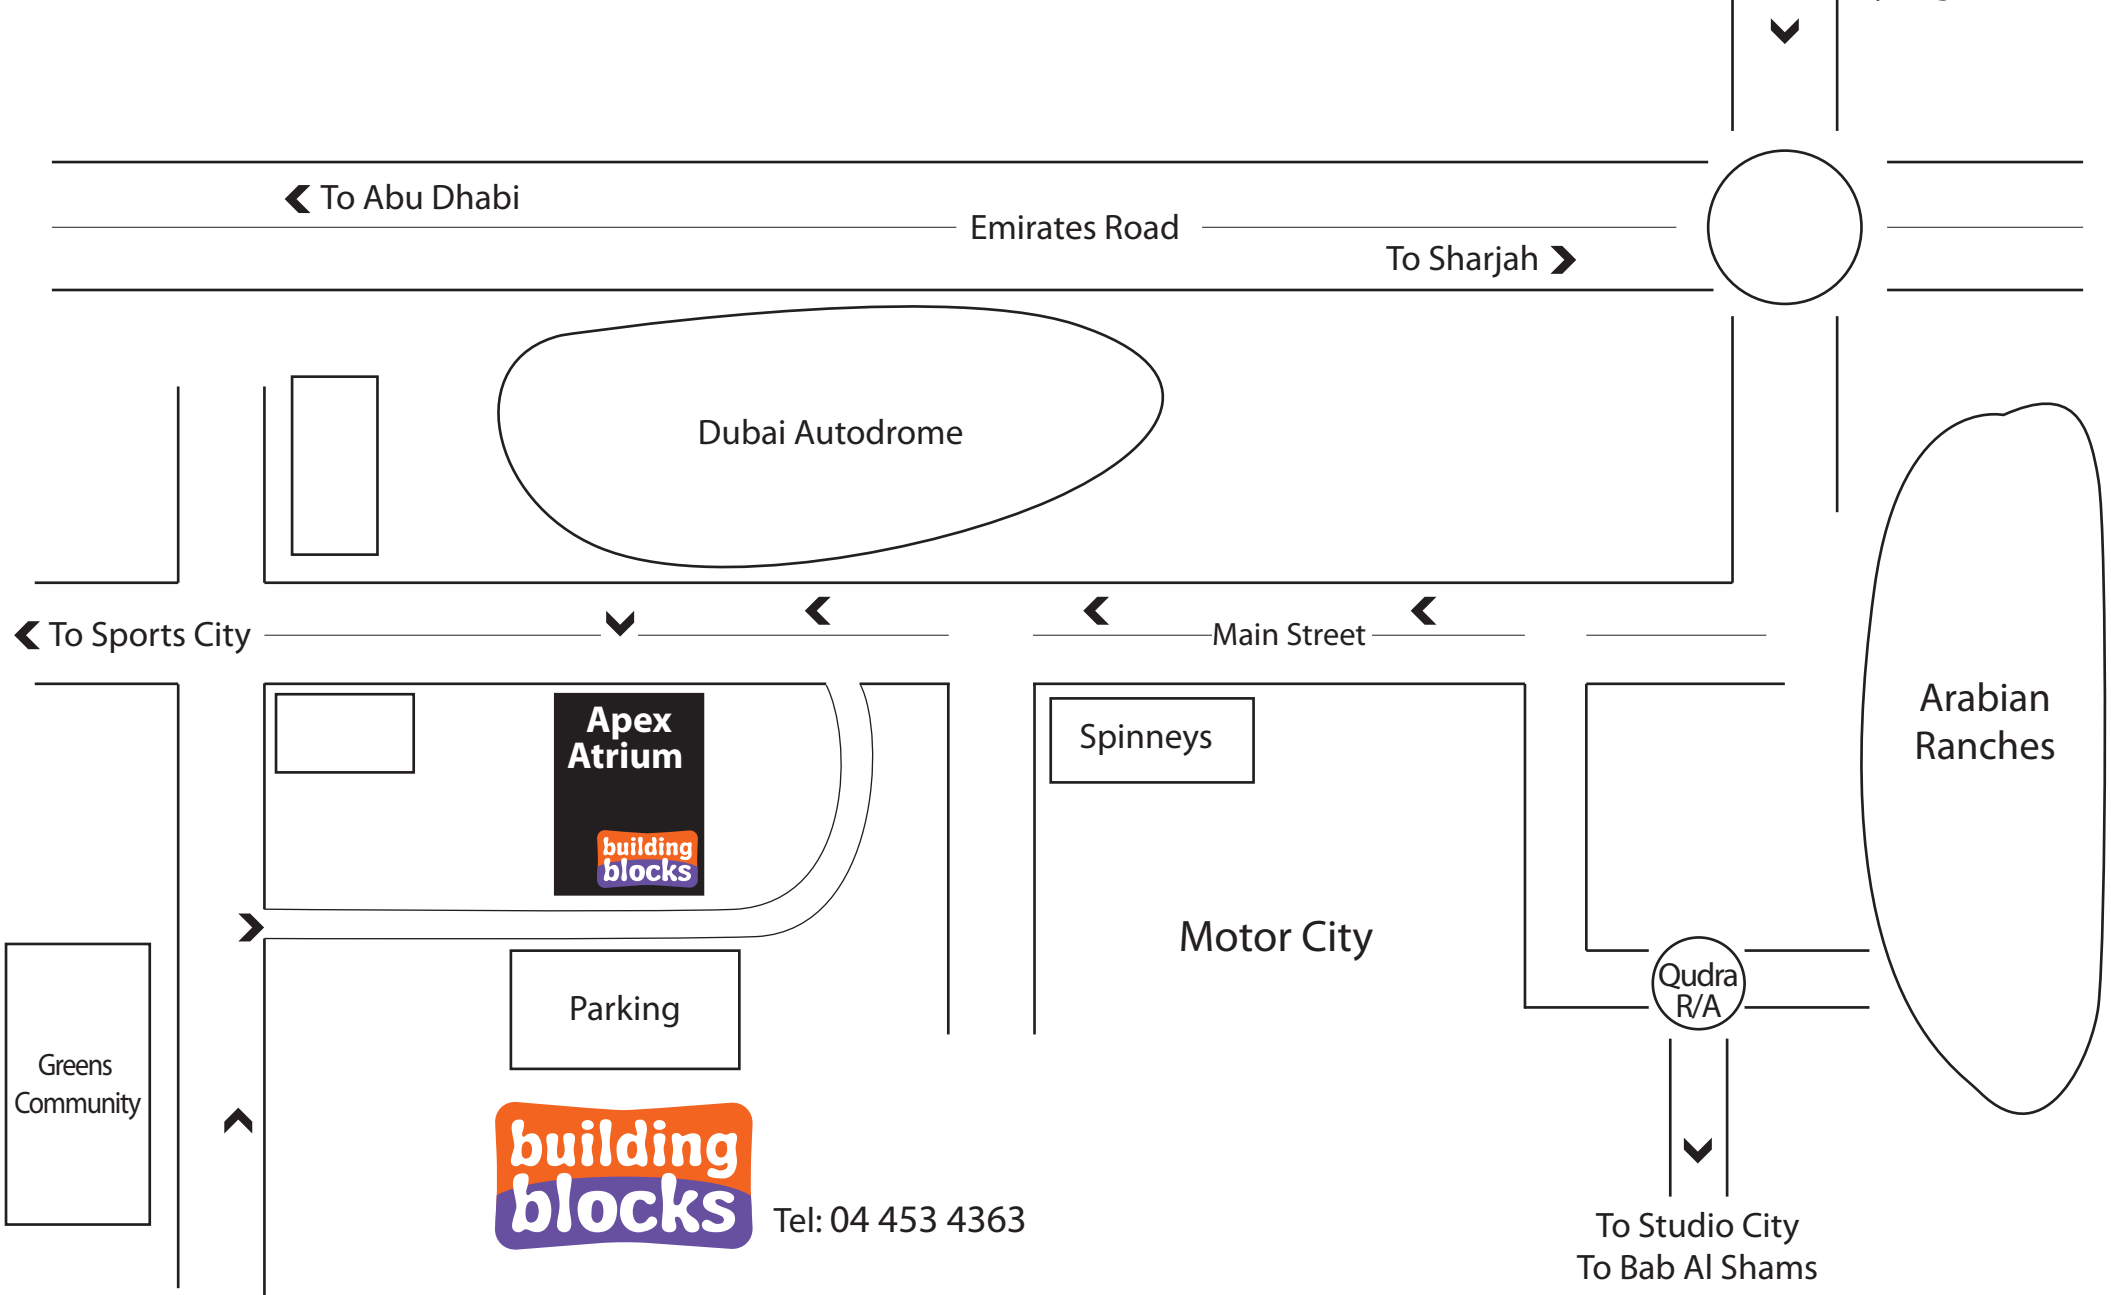 To Abu Dhabi
Emirates Road
To Sharjah
Dubai Autodrome
To Sports City
Main Street
Apex
Atrium
building
blocks
Spinneys
Arabian
Ranches
Motor City
Qudra
R/A
Parking
Greens
Community
building
blocks
Tel: 04 453 4363
To Studio City
To Bab Al Shams